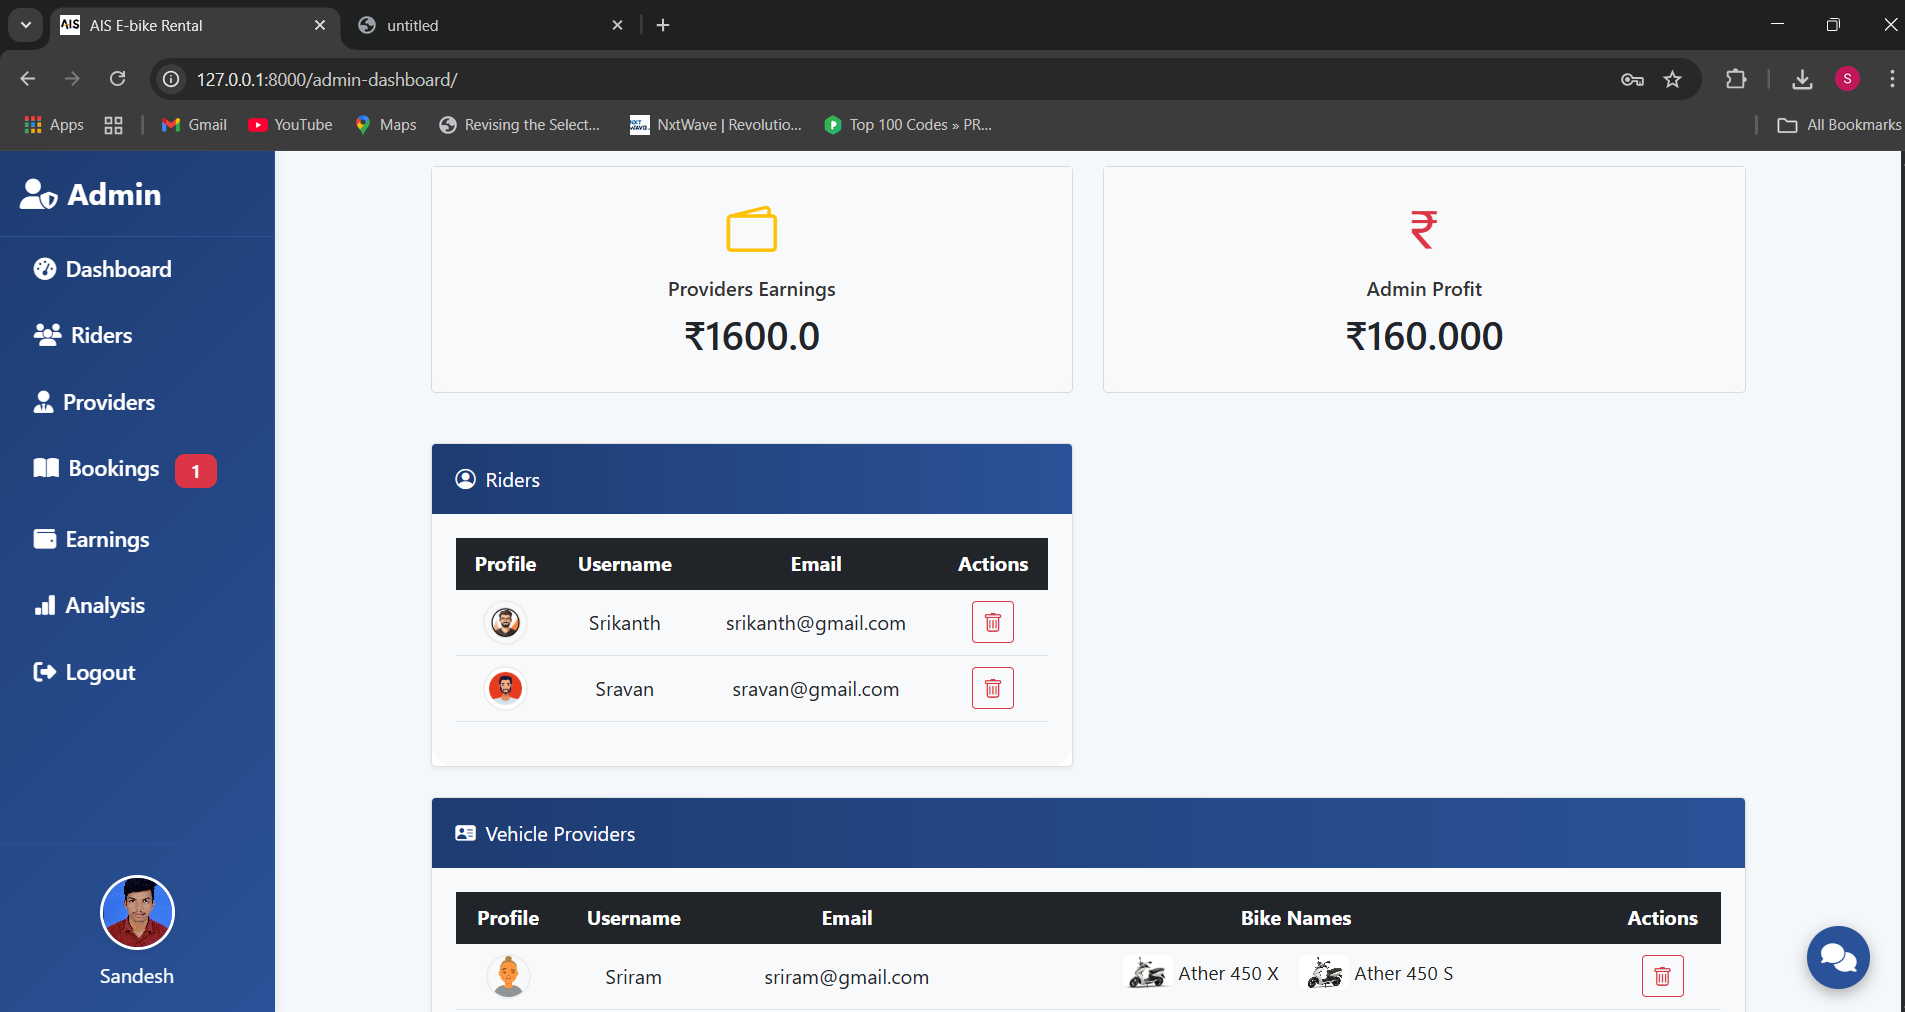 AIS AIS E-bike Rental
untitled
127.0.0.1:8000/admin-dashboard/
S
Apps
Gmail
YouTube
Maps
Revising the Select...
NxtWave | Revolutio...
Top 100 Codes » PR...
All Bookmarks
Admin
Dashboard
Riders
Providers
Bookings 1
Earnings
Analysis
Logout
Sandesh
Providers Earnings
₹1600.0
₹
Admin Profit
₹160.000
Riders
Profile Username Email Actions
Srikanth srikanth@gmail.com
Sravan sravan@gmail.com
Vehicle Providers
Profile Username Email Bike Names Actions
Sriram sriram@gmail.com Ather 450 X Ather 450 S